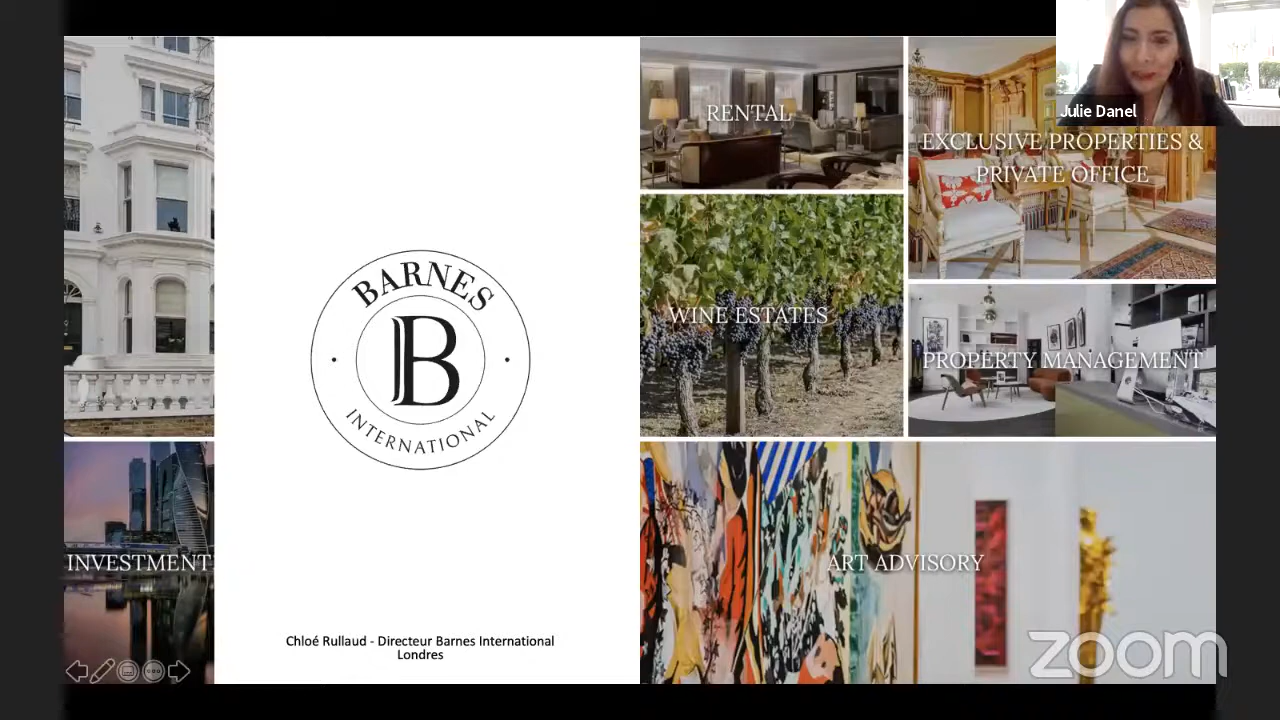 Julie Danel
RENTAL
EXCLUSIVE PROPERTIES &
PRIVATE OFFICE
BARNES
B
INTERNATIONAL
WINE ESTATES
PROPERTY MANAGEMENT
INVESTMENT
ART ADVISORY
Chloé Rullaud - Directeur Barnes International
Londres
zoom